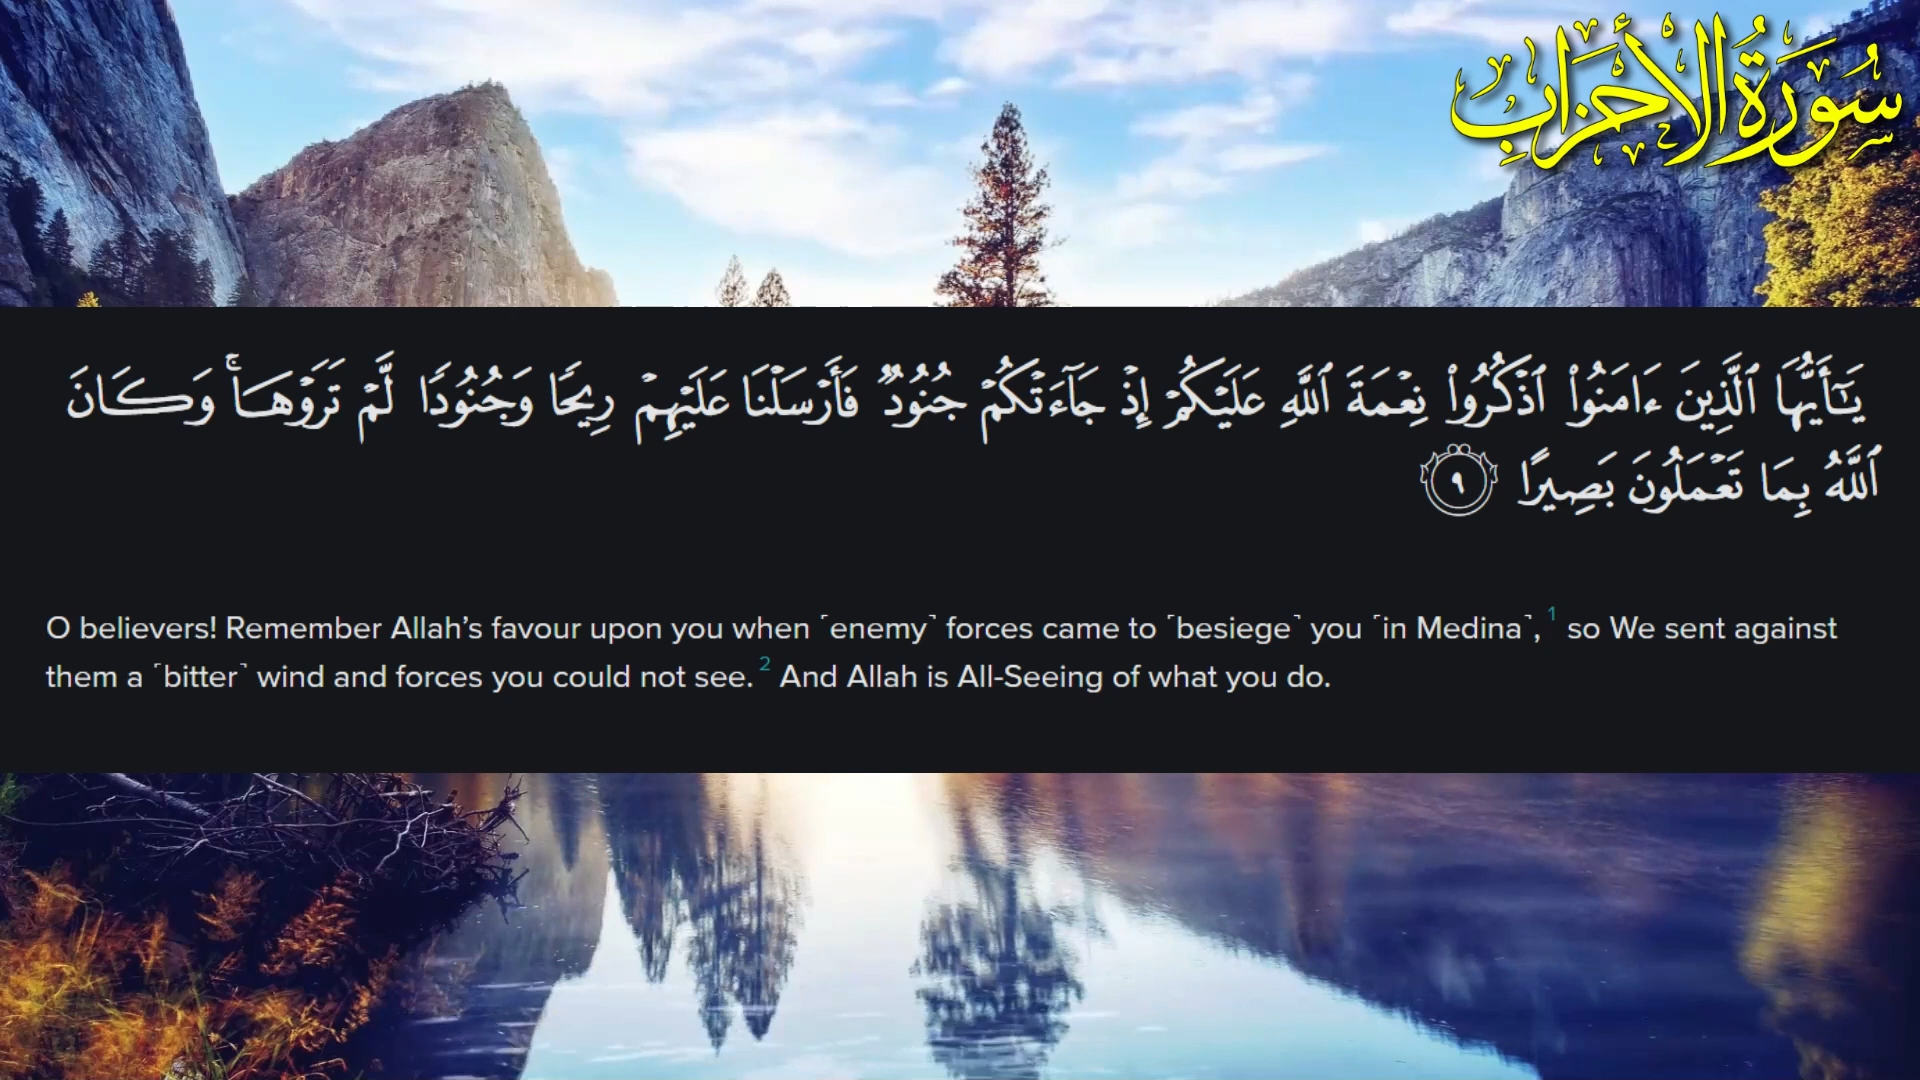 سُورَةُ الأَحْزَابِ
يَـٰٓأَيُّهَا ٱلَّذِينَ ءَامَنُوا۟ ٱذْكُرُوا۟ نِعْمَةَ ٱللَّهِ عَلَيْكُمْ إِذْ جَآءَتْكُمْ جُنُودٌۭ فَأَرْسَلْنَا عَلَيْهِمْ رِيحًۭا وَجُنُودًۭا لَّمْ تَرَوْهَا ۚ وَكَانَ
ٱللَّهُ بِمَا تَعْمَلُونَ بَصِيرًا ٩
O believers! Remember Allah’s favour upon you when ˹enemy˺ forces came to ˹besiege˺ you ˹in Medina˺, 1 so We sent against
them a ˹bitter˺ wind and forces you could not see. 2 And Allah is All-Seeing of what you do.